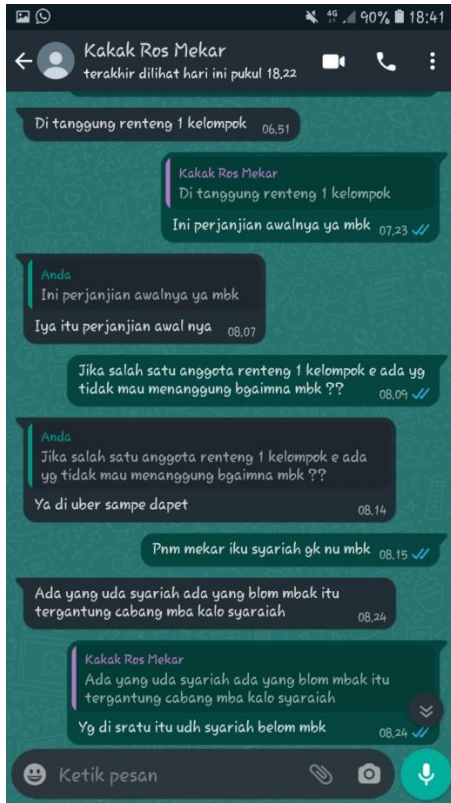 4G 90% 18:41
Kakak Ros Mekar
terakhir dilihat hari ini pukul 18.22
Di tanggung renteng 1 kelompok 06.51
Kakak Ros Mekar
Di tanggung renteng 1 kelompok
Ini perjanjian awalnya ya mbk 07.23
Anda
Ini perjanjian awalnya ya mbk
Iya itu perjanjian awal nya 08.07
Jika salah satu anggota renteng 1 kelompok e ada yg
tidak mau menanggung bgaimna mbk ?? 08.09
Anda
Jika salah satu anggota renteng 1 kelompok e ada
yg tidak mau menanggung bgaimna mbk ??
Ya di uber sampe dapet 08.14
Pnm mekar iku syariah gk nu mbk 08.15
Ada yang uda syariah ada yang blom mbak itu
tergantung cabang mba kalo syaraiah 08.24
Kakak Ros Mekar
Ada yang uda syariah ada yang blom mbak itu
tergantung cabang mba kalo syaraiah
Yg di sratu itu udh syariah belom mbk 08.24
Ketik pesan